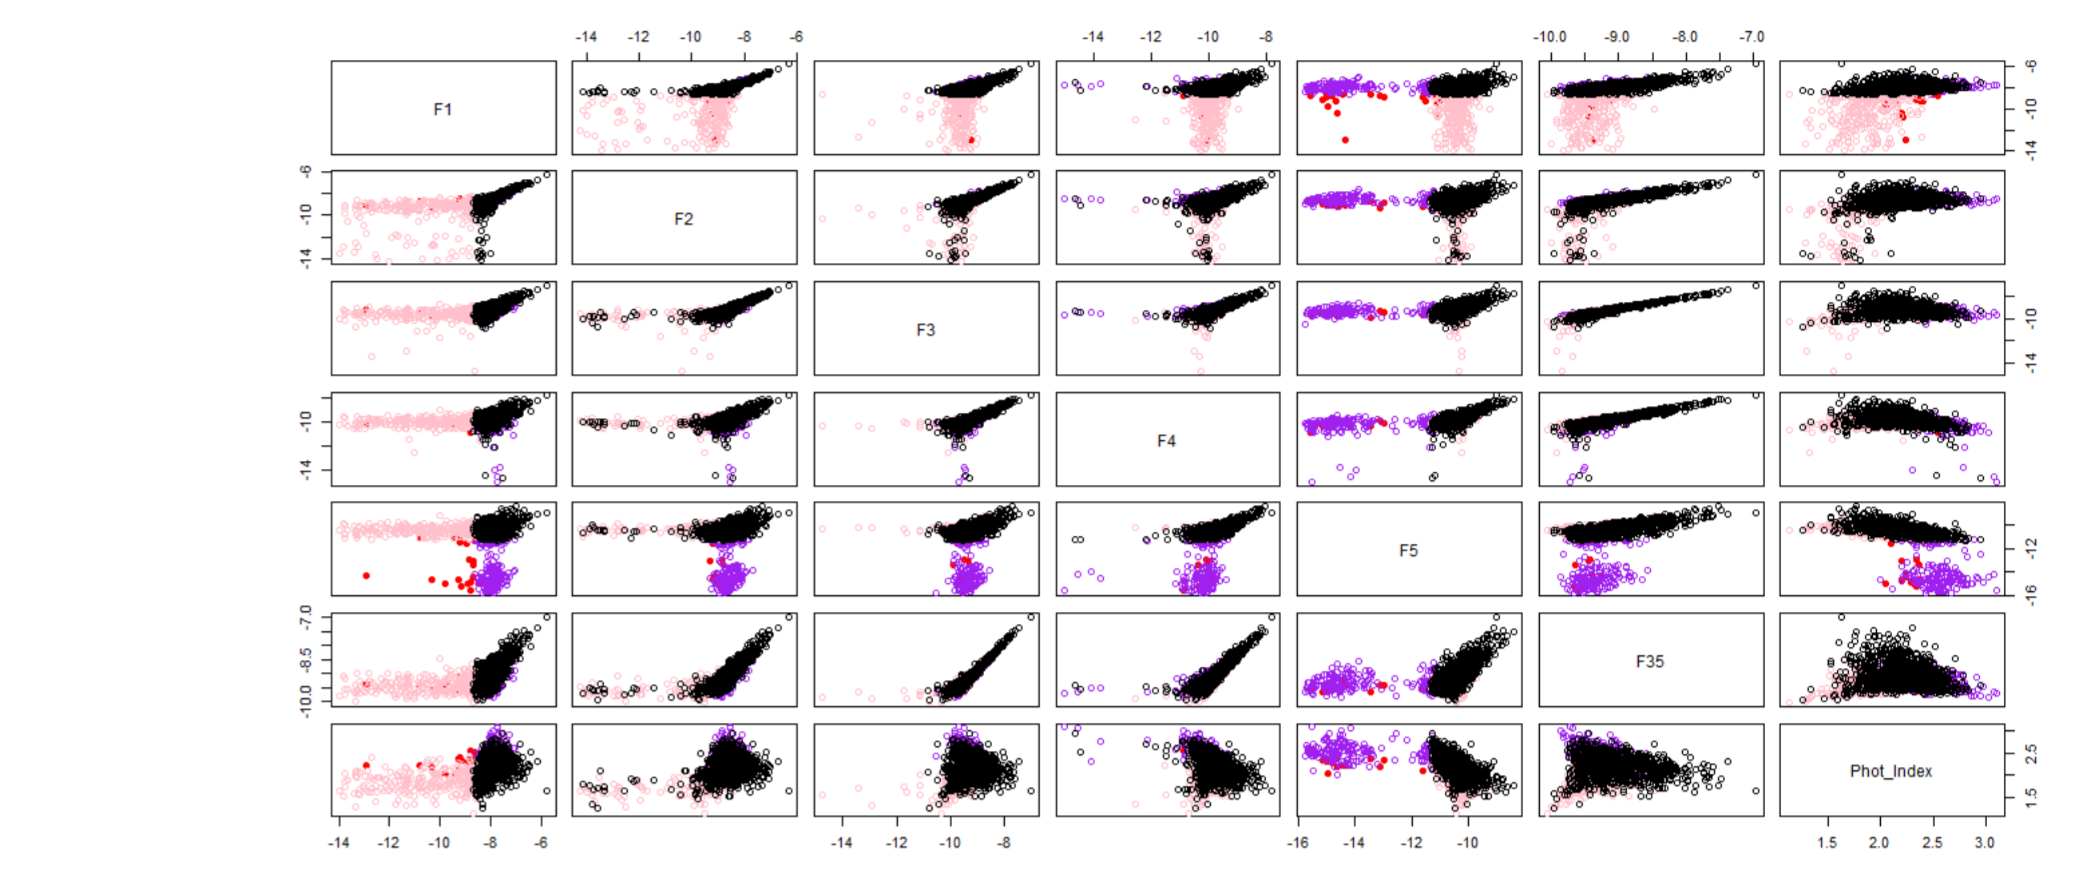 -14 -12 -10 -8 -6 -14 -12 -10 -8 -10.0 -9.0 -8.0 -7.0
F1 -6 -10 -14
-6 -10 -14 F2
F3 -10 -14
-10 -14 F4
F5 -12 -16
-7.0 -8.5 -10.0 F35
Phot_Index 2.5 1.5
-14 -12 -10 -8 -6 -14 -12 -10 -8 -16 -14 -12 -10 1.5 2.0 2.5 3.0